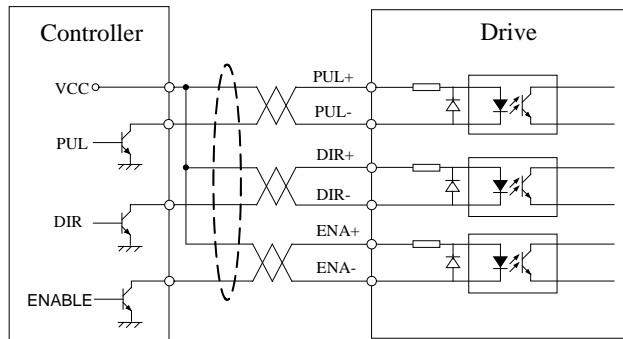 Controller
Drive
VCC
PUL+
PUL-
PUL
DIR+
DIR-
DIR
ENA+
ENA-
ENABLE